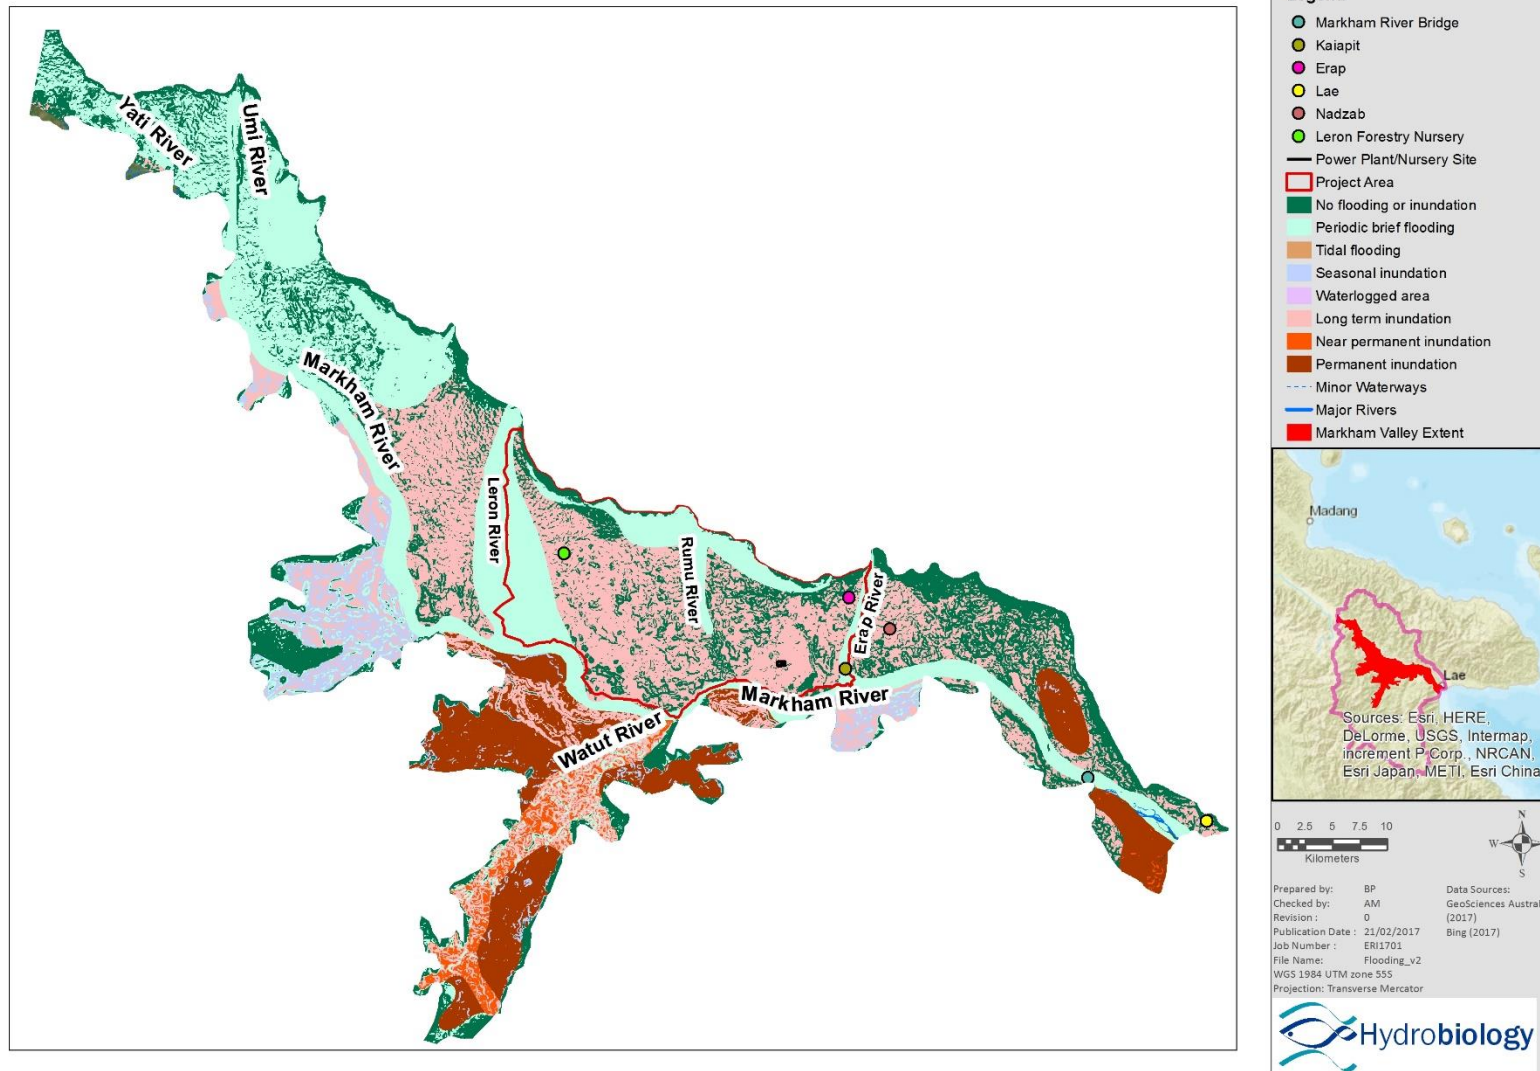 Yati River
Umi River
Markham River
Leron River
Rumu River
Erap River
Markham River
Watut River
Markham River Bridge
Kaiapit
Erap
Lae
Nadzab
Leron Forestry Nursery
Power Plant/Nursery Site
Project Area
No flooding or inundation
Periodic brief flooding
Tidal flooding
Seasonal inundation
Waterlogged area
Long term inundation
Near permanent inundation
Permanent inundation
Minor Waterways
Major Rivers
Markham Valley Extent
Madang
Lae
Sources: Esri, HERE,
DeLorme, USGS, Intermap,
increment P Corp., NRCAN,
Esri Japan, METI, Esri China
0 2.5 5 7.5 10
Kilometers
N
W
S
Prepared by: BP
Checked by: AM
Revision : 0
Publication Date : 21/02/2017
Job Number : ERI1701
File Name: Flooding_v2
WGS 1984 UTM zone 55S
Projection: Transverse Mercator
Data Sources:
GeoSciences Austral
(2017)
Bing (2017)
Hydrobiology